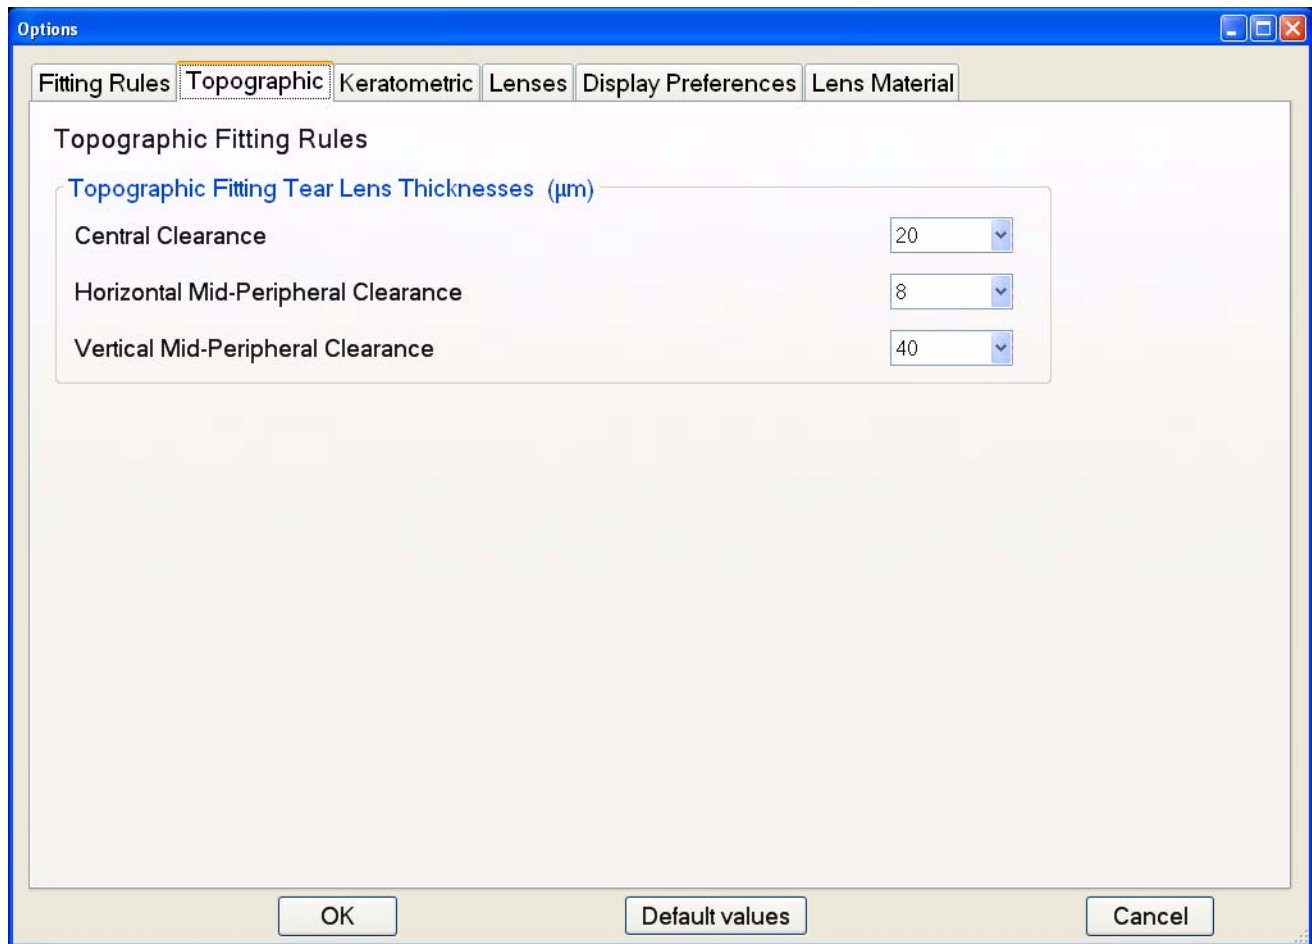 Options
Fitting Rules Topographic Keratometric Lenses Display Preferences Lens Material
Topographic Fitting Rules
Topographic Fitting Tear Lens Thicknesses (µm)
Central Clearance 20
Horizontal Mid-Peripheral Clearance 8
Vertical Mid-Peripheral Clearance 40
OK Default values Cancel